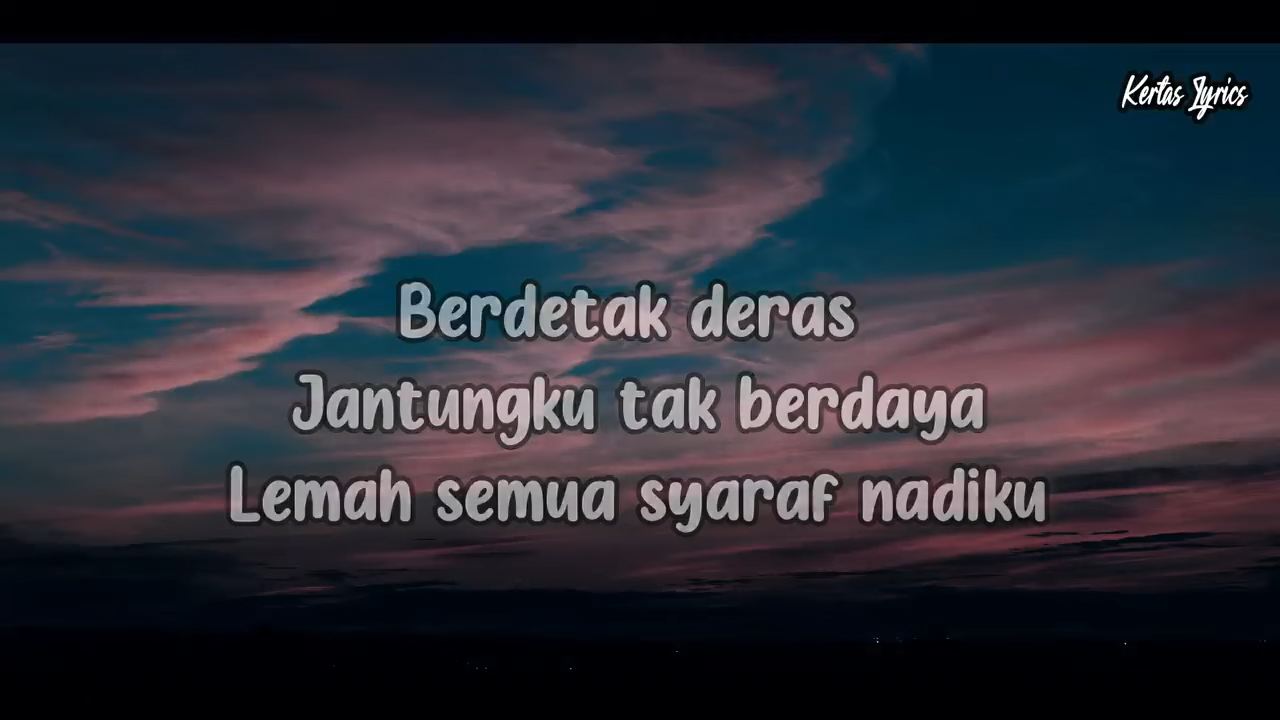 Kertas Lyrics
Berdetak deras
Jantungku tak berdaya
Lemah semua syaraf nadiku